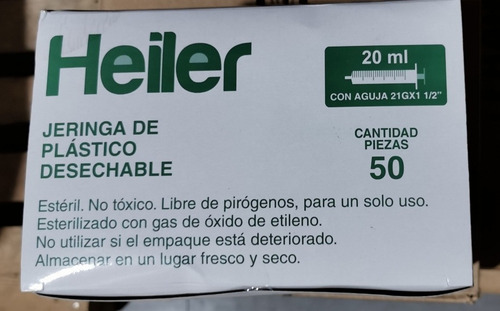 Heiler
20 ml
CON AGUJA 21GX1 1/2"
JERINGA DE
PLÁSTICO
DESECHABLE
CANTIDAD
PIEZAS
50
Estéril. No tóxico. Libre de pirógenos, para un solo uso.
Esterilizado con gas de óxido de etileno.
No utilizar si el empaque está deteriorado.
Almacenar en un lugar fresco y seco.